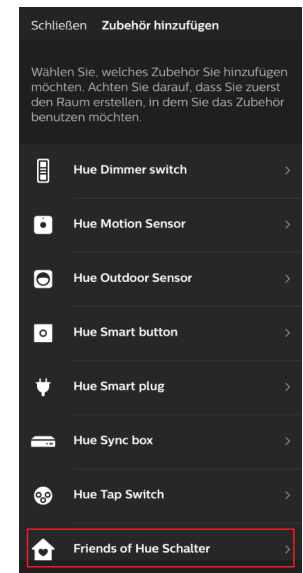 Schließen Zubehör hinzufügen
Wählen Sie, welches Zubehör Sie hinzufügen
möchten. Achten Sie darauf, dass Sie zuerst
den Raum erstellen, in dem Sie das Zubehör
benutzen möchten.
Hue Dimmer switch
Hue Motion Sensor
Hue Outdoor Sensor
Hue Smart button
Hue Smart plug
Hue Sync box
Hue Tap Switch
Friends of Hue Schalter